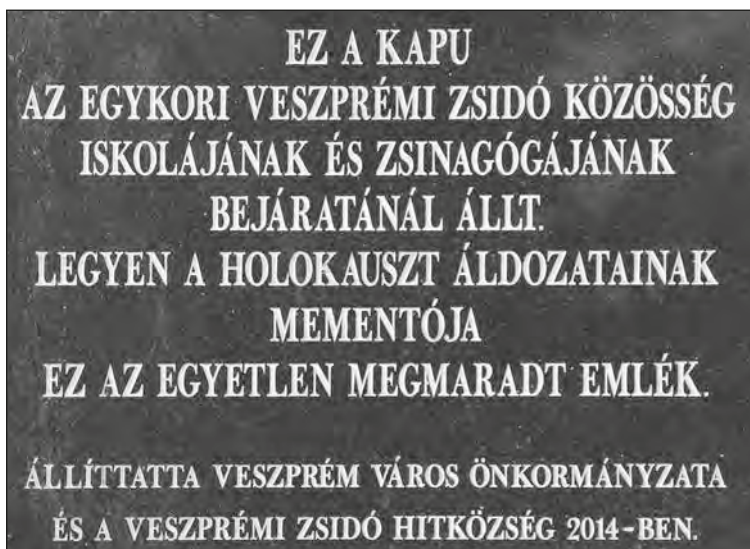 EZ A KAPU
AZ EGYKORI VESZPRÉMI ZSIDÓ KÖZÖSSÉG
ISKOLÁJÁNAK ÉS ZSINAGÓGÁJÁNAK
BEJÁRATÁNÁL ÁLLT.
LEGYEN A HOLOKAUSZT ÁLDOZATAINAK
MEMENTÓJA
EZ AZ EGYETLEN MEGMARADT EMLÉK.
ÁLLÍTTATTA VESZPRÉM VÁROS ÖNKORMÁNYZATA
ÉS A VESZPRÉMI ZSIDÓ HITKÖZSÉG 2014-BEN.